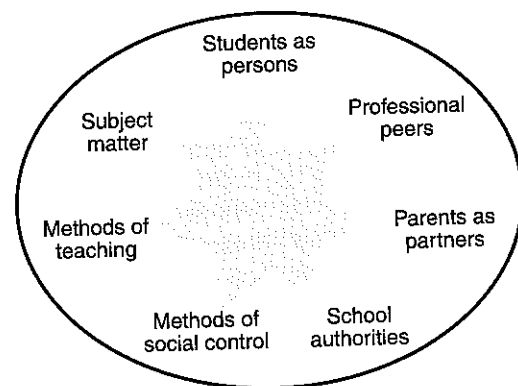 Students as
persons
Professional
peers
Subject
matter
Parents as
partners
Methods of
teaching
School
authorities
Methods of
social control